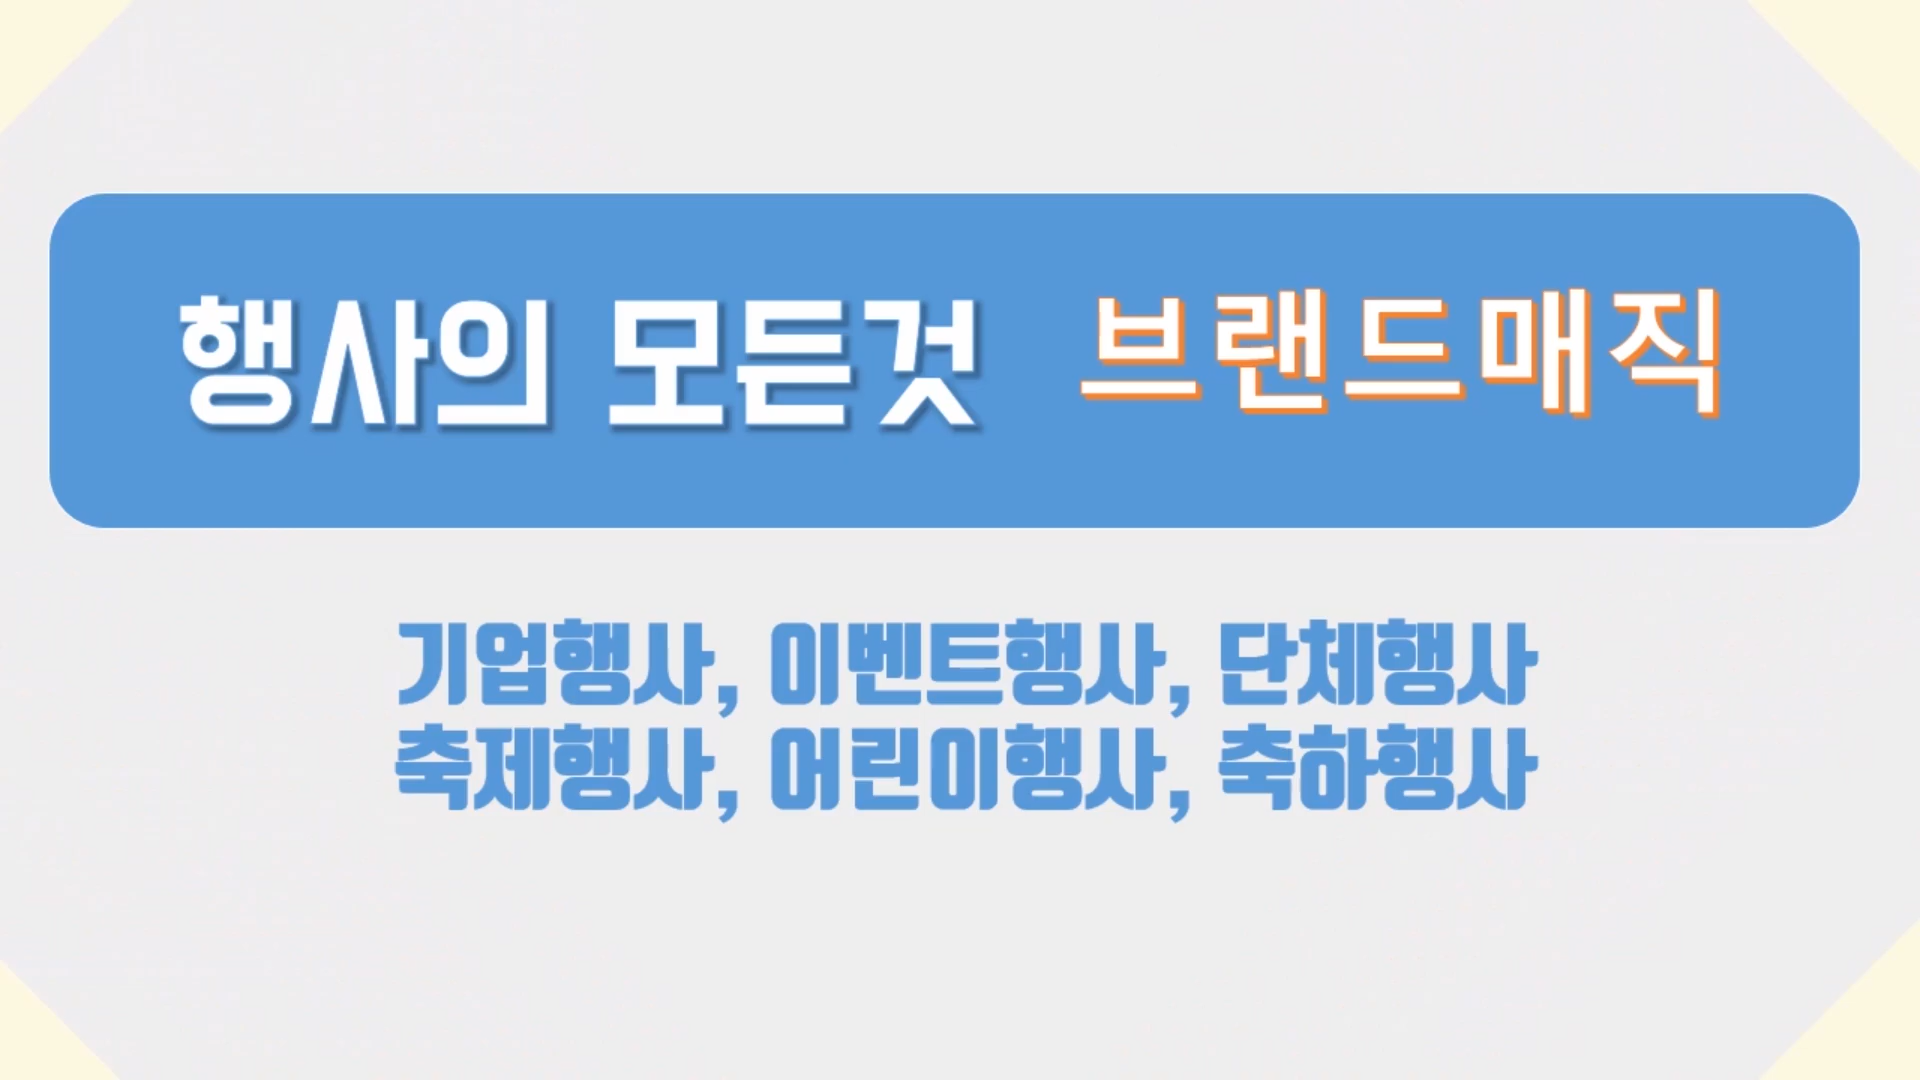 행사의 모든것 브랜드매직
기업행사, 이벤트행사, 단체행사
축제행사, 어린이행사, 축하행사